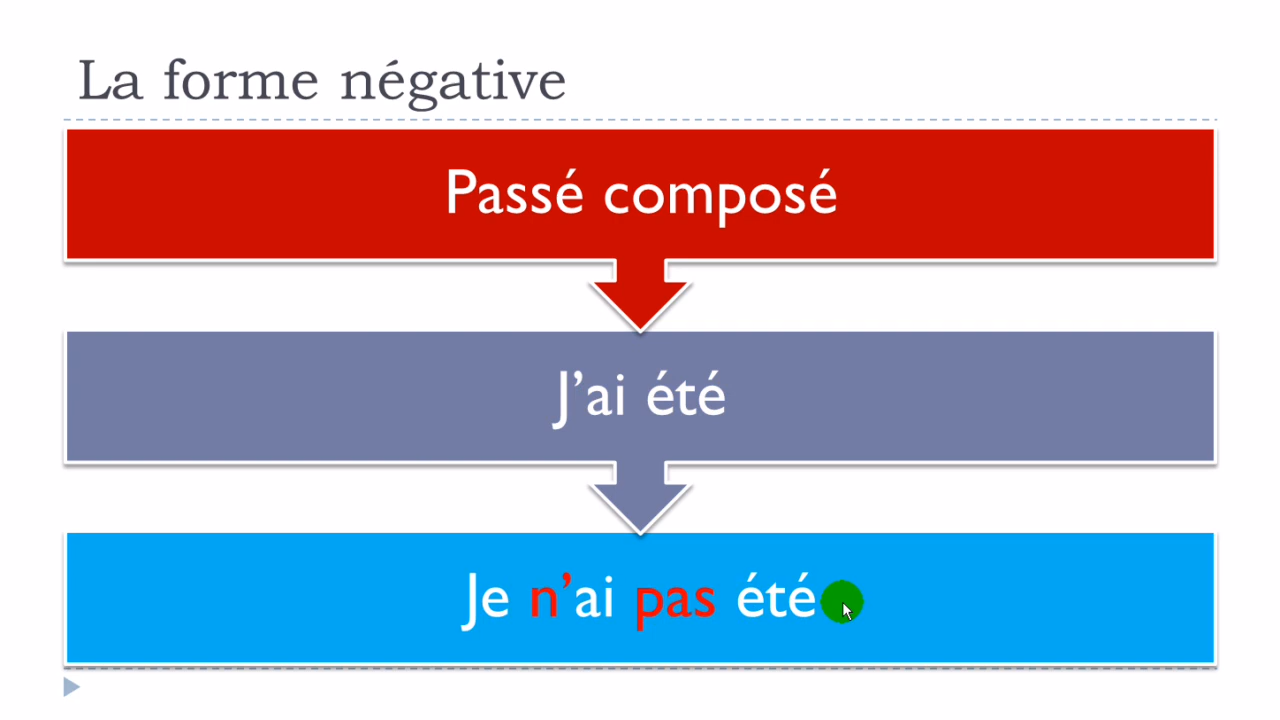 La forme négative
Passé composé
J’ai été
Je n’ai pas été